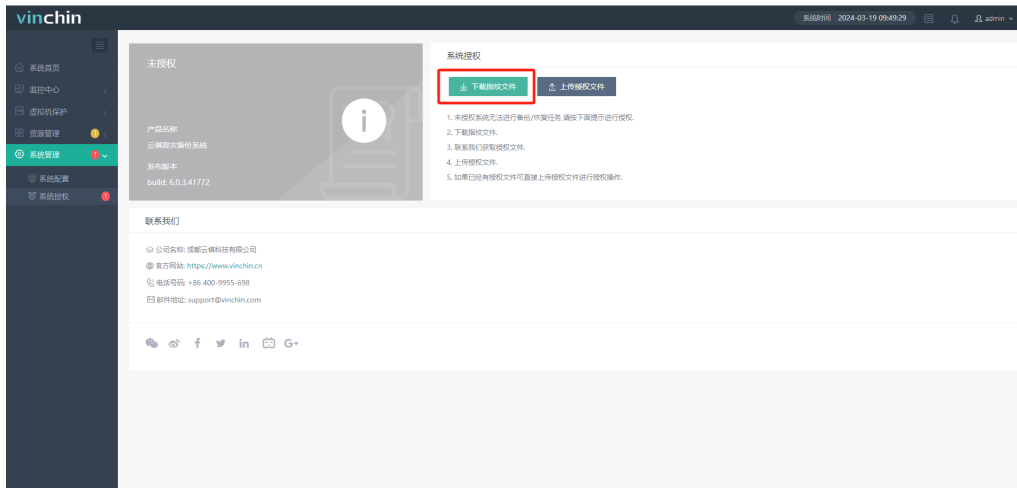 vinchin
系统时间 2024-03-19 09:49:29
admin
系统首页
监控中心
虚拟机保护
资源管理 1
系统管理 1
系统配置
系统授权 1
未授权
产品名称
云祺容灾备份系统
发布版本
build: 6.0.3.41772
系统授权
下载指纹文件
上传授权文件
1. 未授权系统无法进行备份/恢复任务,请按下面提示进行授权.
2. 下载指纹文件.
3. 联系我们获取授权文件.
4. 上传授权文件.
5. 如果已经有授权文件可直接上传授权文件进行授权操作.
联系我们
公司名称: 成都云祺科技有限公司
官方网站: https://www.vinchin.cn
电话号码: +86 400-9955-698
邮件地址: support@vinchin.com